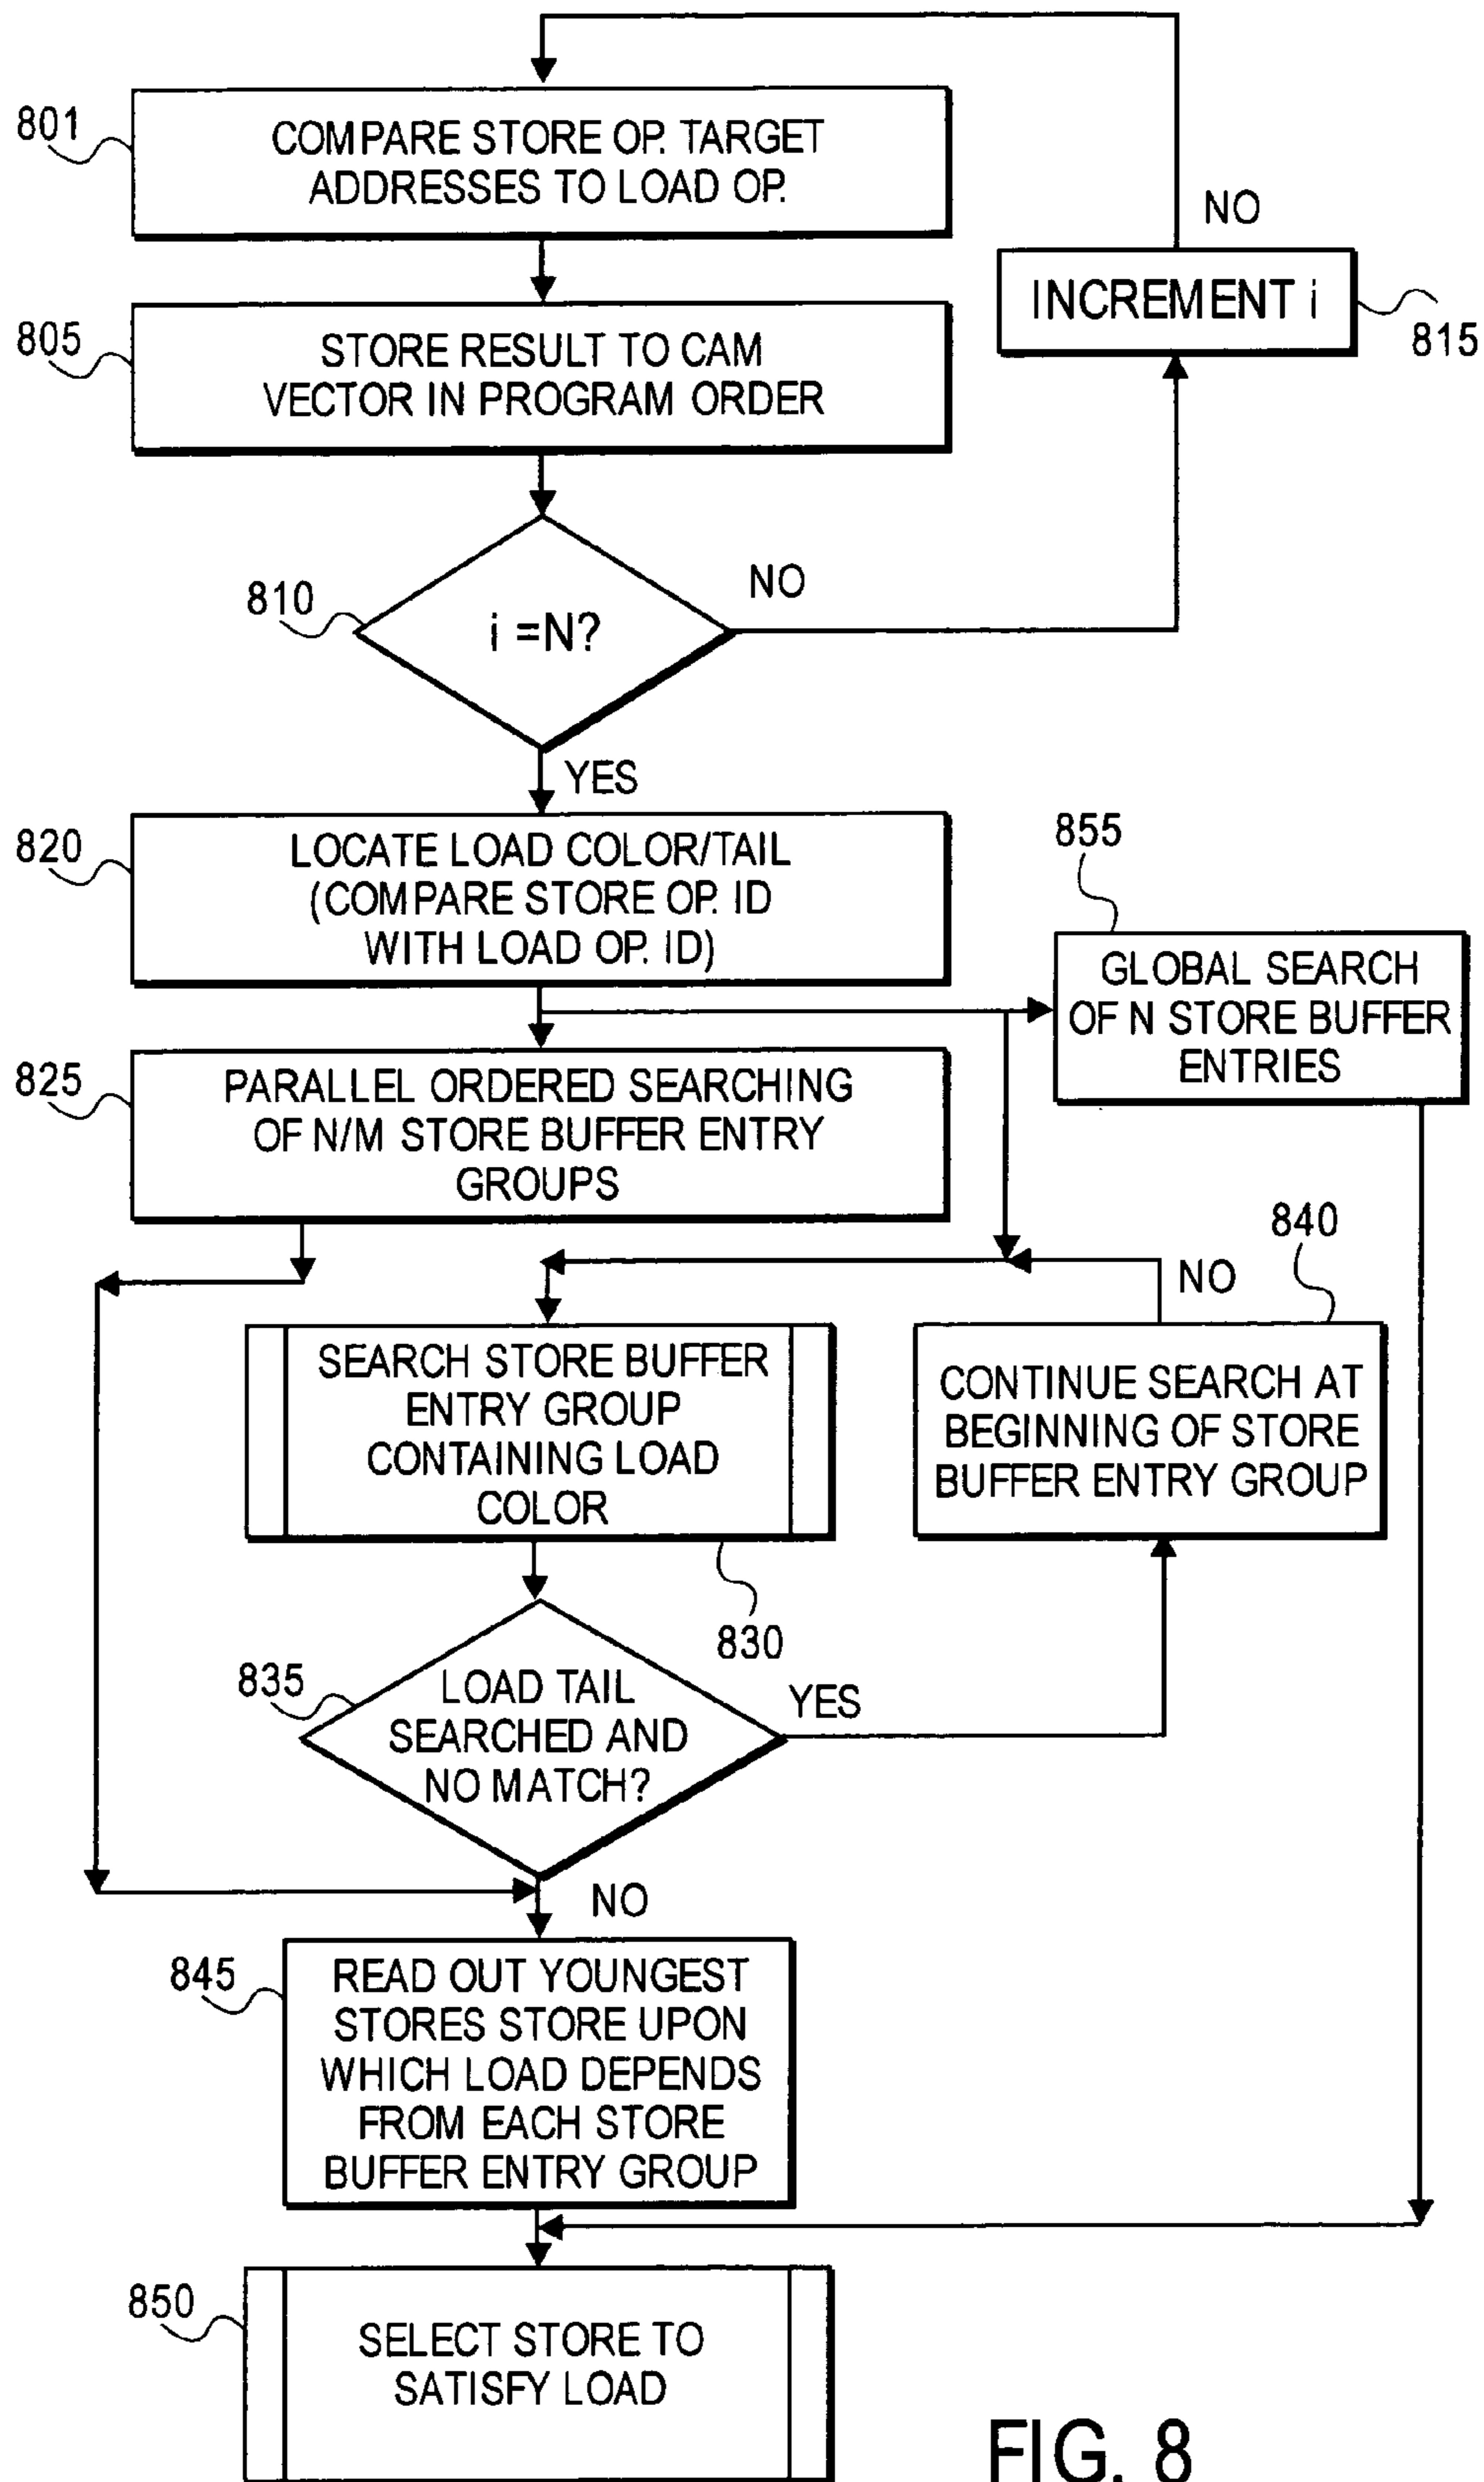 801
COMPARE STORE OP. TARGET
ADDRESSES TO LOAD OP.
NO
INCREMENT i
815
805
STORE RESULT TO CAM
VECTOR IN PROGRAM ORDER
810
i =N?
NO
YES
820
LOCATE LOAD COLOR/TAIL
(COMPARE STORE OP. ID
WITH LOAD OP. ID)
855
GLOBAL SEARCH
OF N STORE BUFFER
ENTRIES
825
PARALLEL ORDERED SEARCHING
OF N/M STORE BUFFER ENTRY
GROUPS
840
NO
SEARCH STORE BUFFER
ENTRY GROUP
CONTAINING LOAD
COLOR
830
CONTINUE SEARCH AT
BEGINNING OF STORE
BUFFER ENTRY GROUP
835
LOAD TAIL
SEARCHED AND
NO MATCH?
YES
NO
845
READ OUT YOUNGEST
STORES STORE UPON
WHICH LOAD DEPENDS
FROM EACH STORE
BUFFER ENTRY GROUP
850
SELECT STORE TO
SATISFY LOAD
FIG. 8